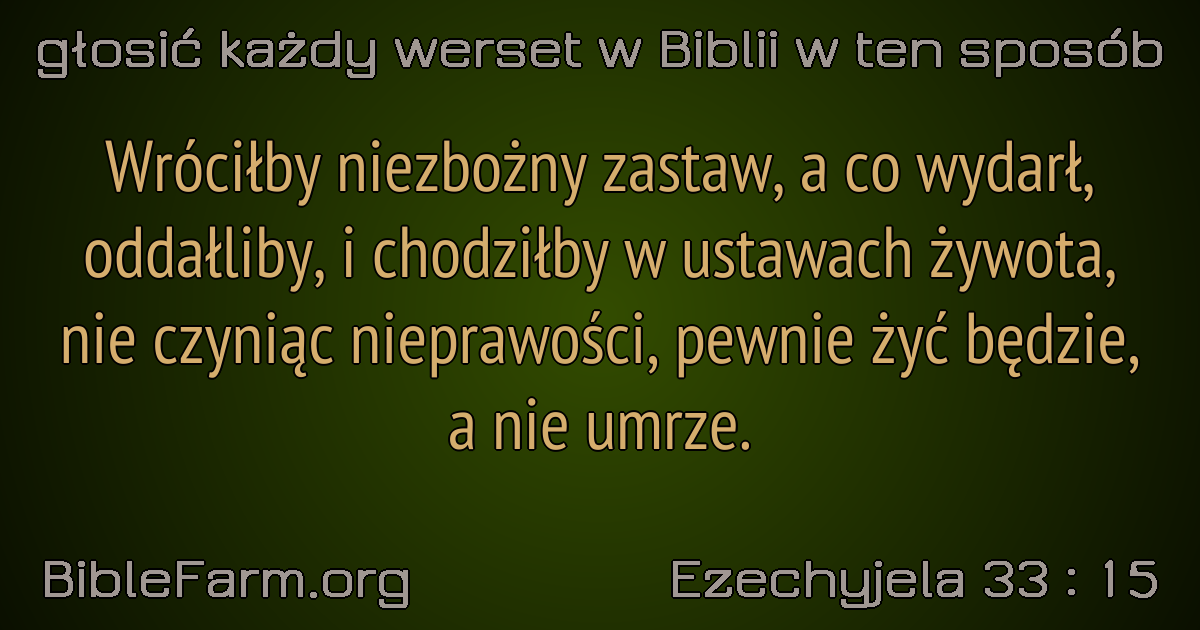 głosić każdy werset w Biblii w ten sposób
Wróciłby niezbożny zastaw, a co wydarł,
oddałliby, i chodziłby w ustawach żywota,
nie czyniąc nieprawości, pewnie żyć będzie,
a nie umrze.
BibleFarm.org
Ezechyjela 33 : 15